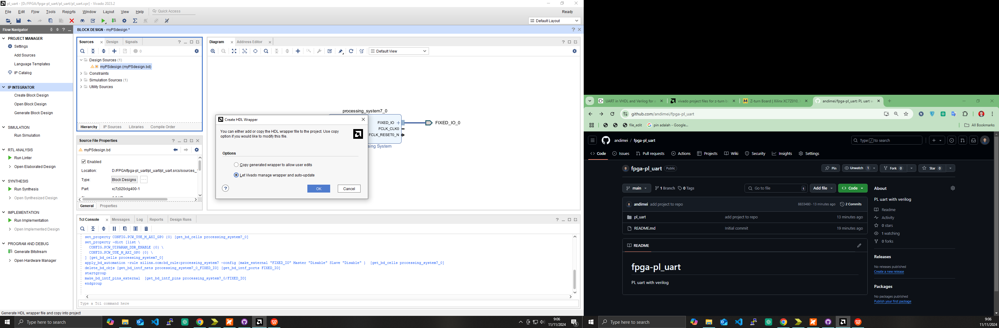 pl_uart - [D:/FPGA/fpga-pl_uart/pl_uart/pl_uart.xpr] - Vivado 2023.2
File Edit Flow Tools Reports Window Layout View Help Quick Access Ready
Default Layout
Flow Navigator
PROJECT MANAGER
Settings
Add Sources
Language Templates
IP Catalog
IP INTEGRATOR
Create Block Design
Open Block Design
Generate Block Design
SIMULATION
Run Simulation
RTL ANALYSIS
Run Linter
Open Elaborated Design
SYNTHESIS
Run Synthesis
Open Synthesized Design
IMPLEMENTATION
Run Implementation
Open Implemented Design
PROGRAM AND DEBUG
Generate Bitstream
Open Hardware Manager
BLOCK DESIGN - myPSdesign *
Sources Design Signals
0
Design Sources (1)
myPSdesign (myPSdesign.bd)
Constraints
Simulation Sources (1)
Utility Sources
Hierarchy IP Sources Libraries Compile Order
Source File Properties
myPSdesign.bd
Enabled
Location: D:/FPGA/fpga-pl_uart/pl_uart/pl_uart.srcs/sources_
Type: Block Designs
Part: xc7z020clg400-1
General Properties
Diagram Address Editor
Default View
processing_system7_0
FIXED_IO
FCLK_CLK0
FCLK_RESET0_N
FIXED_IO_0
sing System
Create HDL Wrapper
You can either add or copy the HDL wrapper file to the project. Use copy
option if you would like to modify this file.
Options
Copy generated wrapper to allow user edits
Let Vivado manage wrapper and auto-update
OK Cancel
Tcl Console Messages Log Reports Design Runs
set_property CONFIG.PCW_USE_M_AXI_GP0 {0} [get_bd_cells processing_system7_0]
set_property -dict [list \
CONFIG.PCW_UIPARAM_DDR_ENABLE {0} \
CONFIG.PCW_USE_M_AXI_GP0 {0} \
] [get_bd_cells processing_system7_0]
apply_bd_automation -rule xilinx.com:bd_rule:processing_system7 -config {make_external "FIXED_IO" Master "Disable" Slave "Disable" } [get_bd_cells processing_system7_0]
delete_bd_objs [get_bd_intf_nets processing_system7_0_FIXED_IO] [get_bd_intf_ports FIXED_IO]
startgroup
make_bd_intf_pins_external [get_bd_intf_pins processing_system7_0/FIXED_IO]
endgroup
Type a Tcl command here
Generate HDL wrapper file and copy into project
Type here to search
9:06
11/11/2024
5
UART in VHDL and Verilog for vivado project files for z-turn b Z-turn Board | Xilinx XC7Z010, andimei/fpga-pl_uart: PL uart w
github.com/andimei/fpga-pl_uart
file_edit pin adalah - Google... All Bookmarks
andimei / fpga-pl_uart Type / to search
Code Issues Pull requests Actions Projects Wiki Security Insights Settings
fpga-pl_uart Public Pin Unwatch 1 Fork 0 Star 0
main 1 Branch 0 Tags Go to file t Add file Code
andimei add project to repo 8833480 · 13 minutes ago 2 Commits
pl_uart add project to repo 13 minutes ago
README.md Initial commit 19 minutes ago
README
fpga-pl_uart
PL uart with verilog
About
PL uart with verilog
Readme
Activity
0 stars
1 watching
0 forks
Releases
No releases published
Create a new release
Packages
No packages published
Publish your first package
Type here to search
9:06
11/11/2024